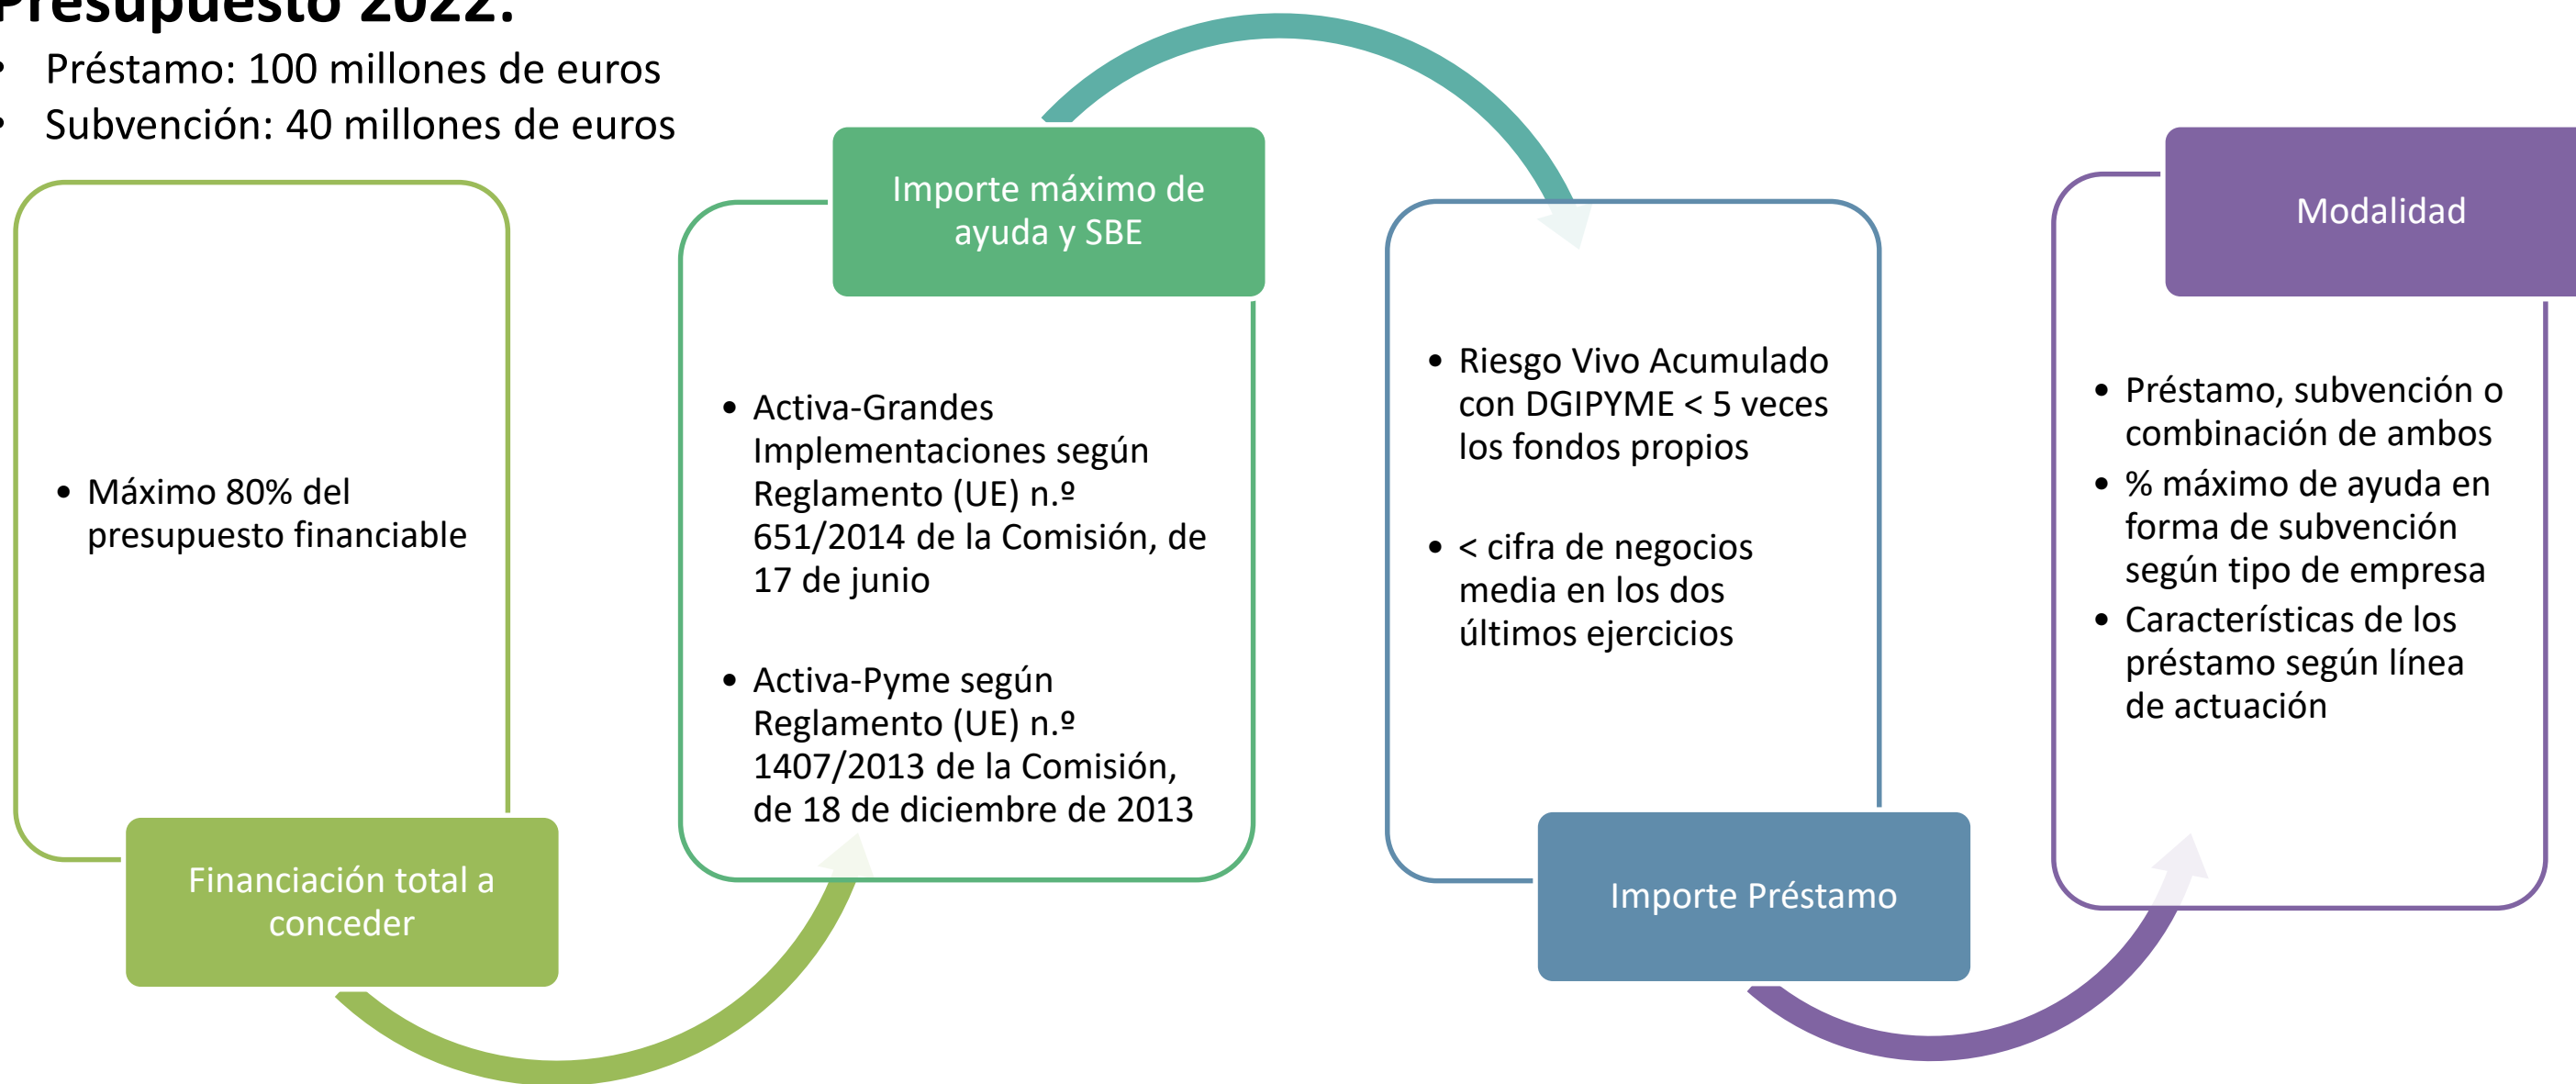 Presupuesto 2022:
• Préstamo: 100 millones de euros
• Subvención: 40 millones de euros
• Máximo 80% del
presupuesto financiable
Financiación total a
conceder
Importe máximo de
ayuda y SBE
• Activa-Grandes
Implementaciones según
Reglamento (UE) n.º
651/2014 de la Comisión, de
17 de junio
• Activa-Pyme según
Reglamento (UE) n.º
1407/2013 de la Comisión,
de 18 de diciembre de 2013
• Riesgo Vivo Acumulado
con DGIPYME < 5 veces
los fondos propios
• < cifra de negocios
media en los dos
últimos ejercicios
Importe Préstamo
Modalidad
• Préstamo, subvención o
combinación de ambos
• % máximo de ayuda en
forma de subvención
según tipo de empresa
• Características de los
préstamo según línea
de actuación